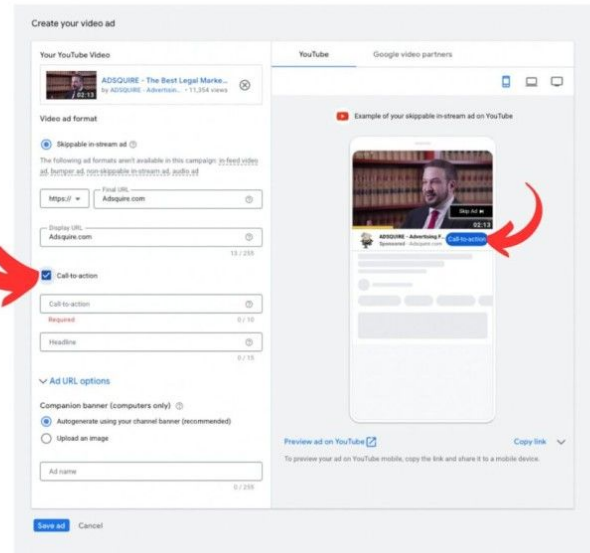 Create your video ad
Your YouTube Video
ADSQUIRE - The Best Legal Marke...
by ADSQUIRE - Advertisin... • 11,354 views
02:13
Video ad format
Skippable in-stream ad
The following ad formats aren't available in this campaign: in-feed video
ad, bumper ad, non-skippable in-stream ad, audio ad
https://
Final URL
Adsquire.com
Display URL
Adsquire.com
13 / 255
Call-to-action
Call-to-action
Required
0 / 10
Headline
0 / 15
Ad URL options
Companion banner (computers only)
Autogenerate using your channel banner (recommended)
Upload an image
Ad name
0 / 255
Save ad
Cancel
YouTube
Google video partners
Example of your skippable in-stream ad on YouTube
Skip Ad
02:13
ADSQUIRE - Advertising F...
Sponsored · Adsquire.com
Call-to-action
Preview ad on YouTube
Copy link
To preview your ad on YouTube mobile, copy the link and share it to a mobile device.